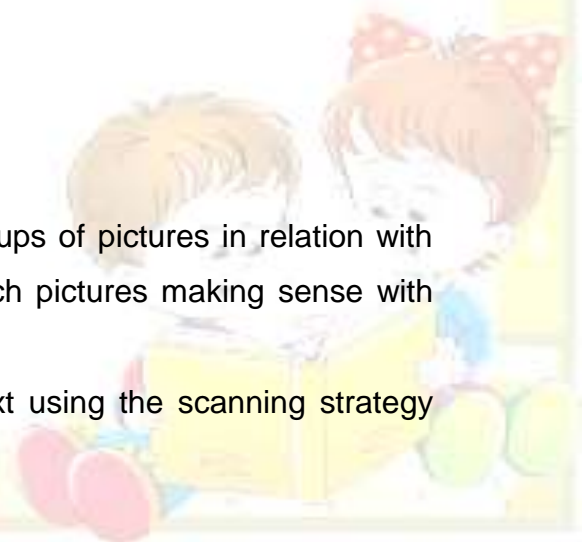 ups of pictures in relation with
ch pictures making sense with
xt using the scanning strategy